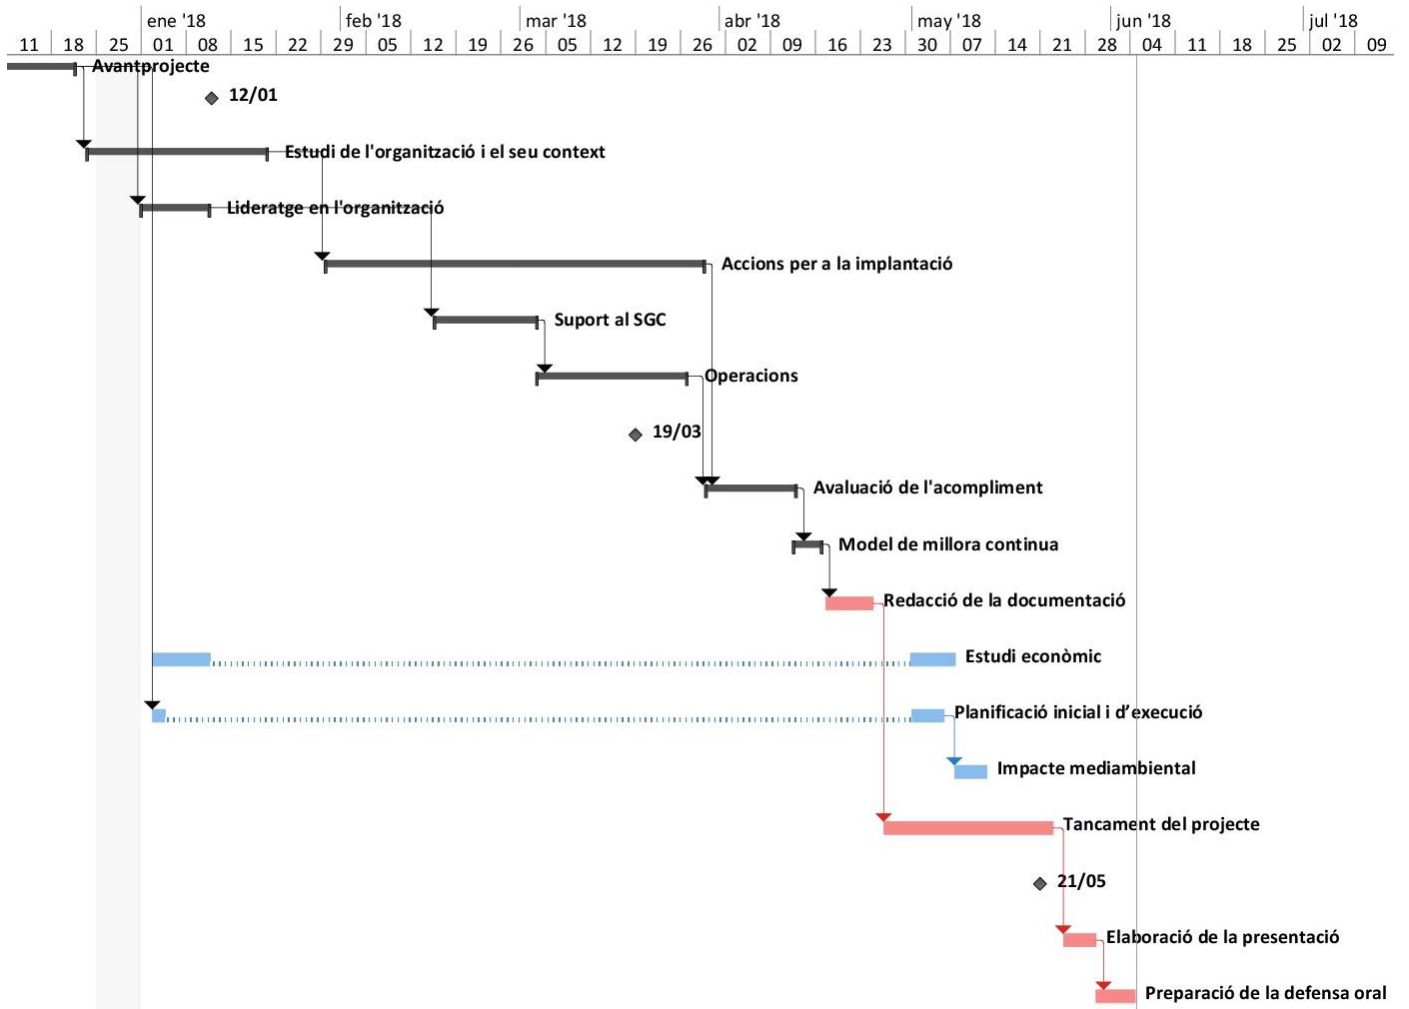 ene '18 feb '18 mar '18 abr '18 may '18 jun '18 jul '18
11 18 25 01 08 15 22 29 05 12 19 26 05 12 19 26 02 09 16 23 30 07 14 21 28 04 11 18 25 02 09
Avantprojecte
12/01
Estudi de l'organització i el seu context
Lideratge en l'organització
Accions per a la implantació
Suport al SGC
Operacions
19/03
Avaluació de l'acompliment
Model de millora continua
Redacció de la documentació
Estudi econòmic
Planificació inicial i d’execució
Impacte mediambiental
Tancament del projecte
21/05
Elaboració de la presentació
Preparació de la defensa oral